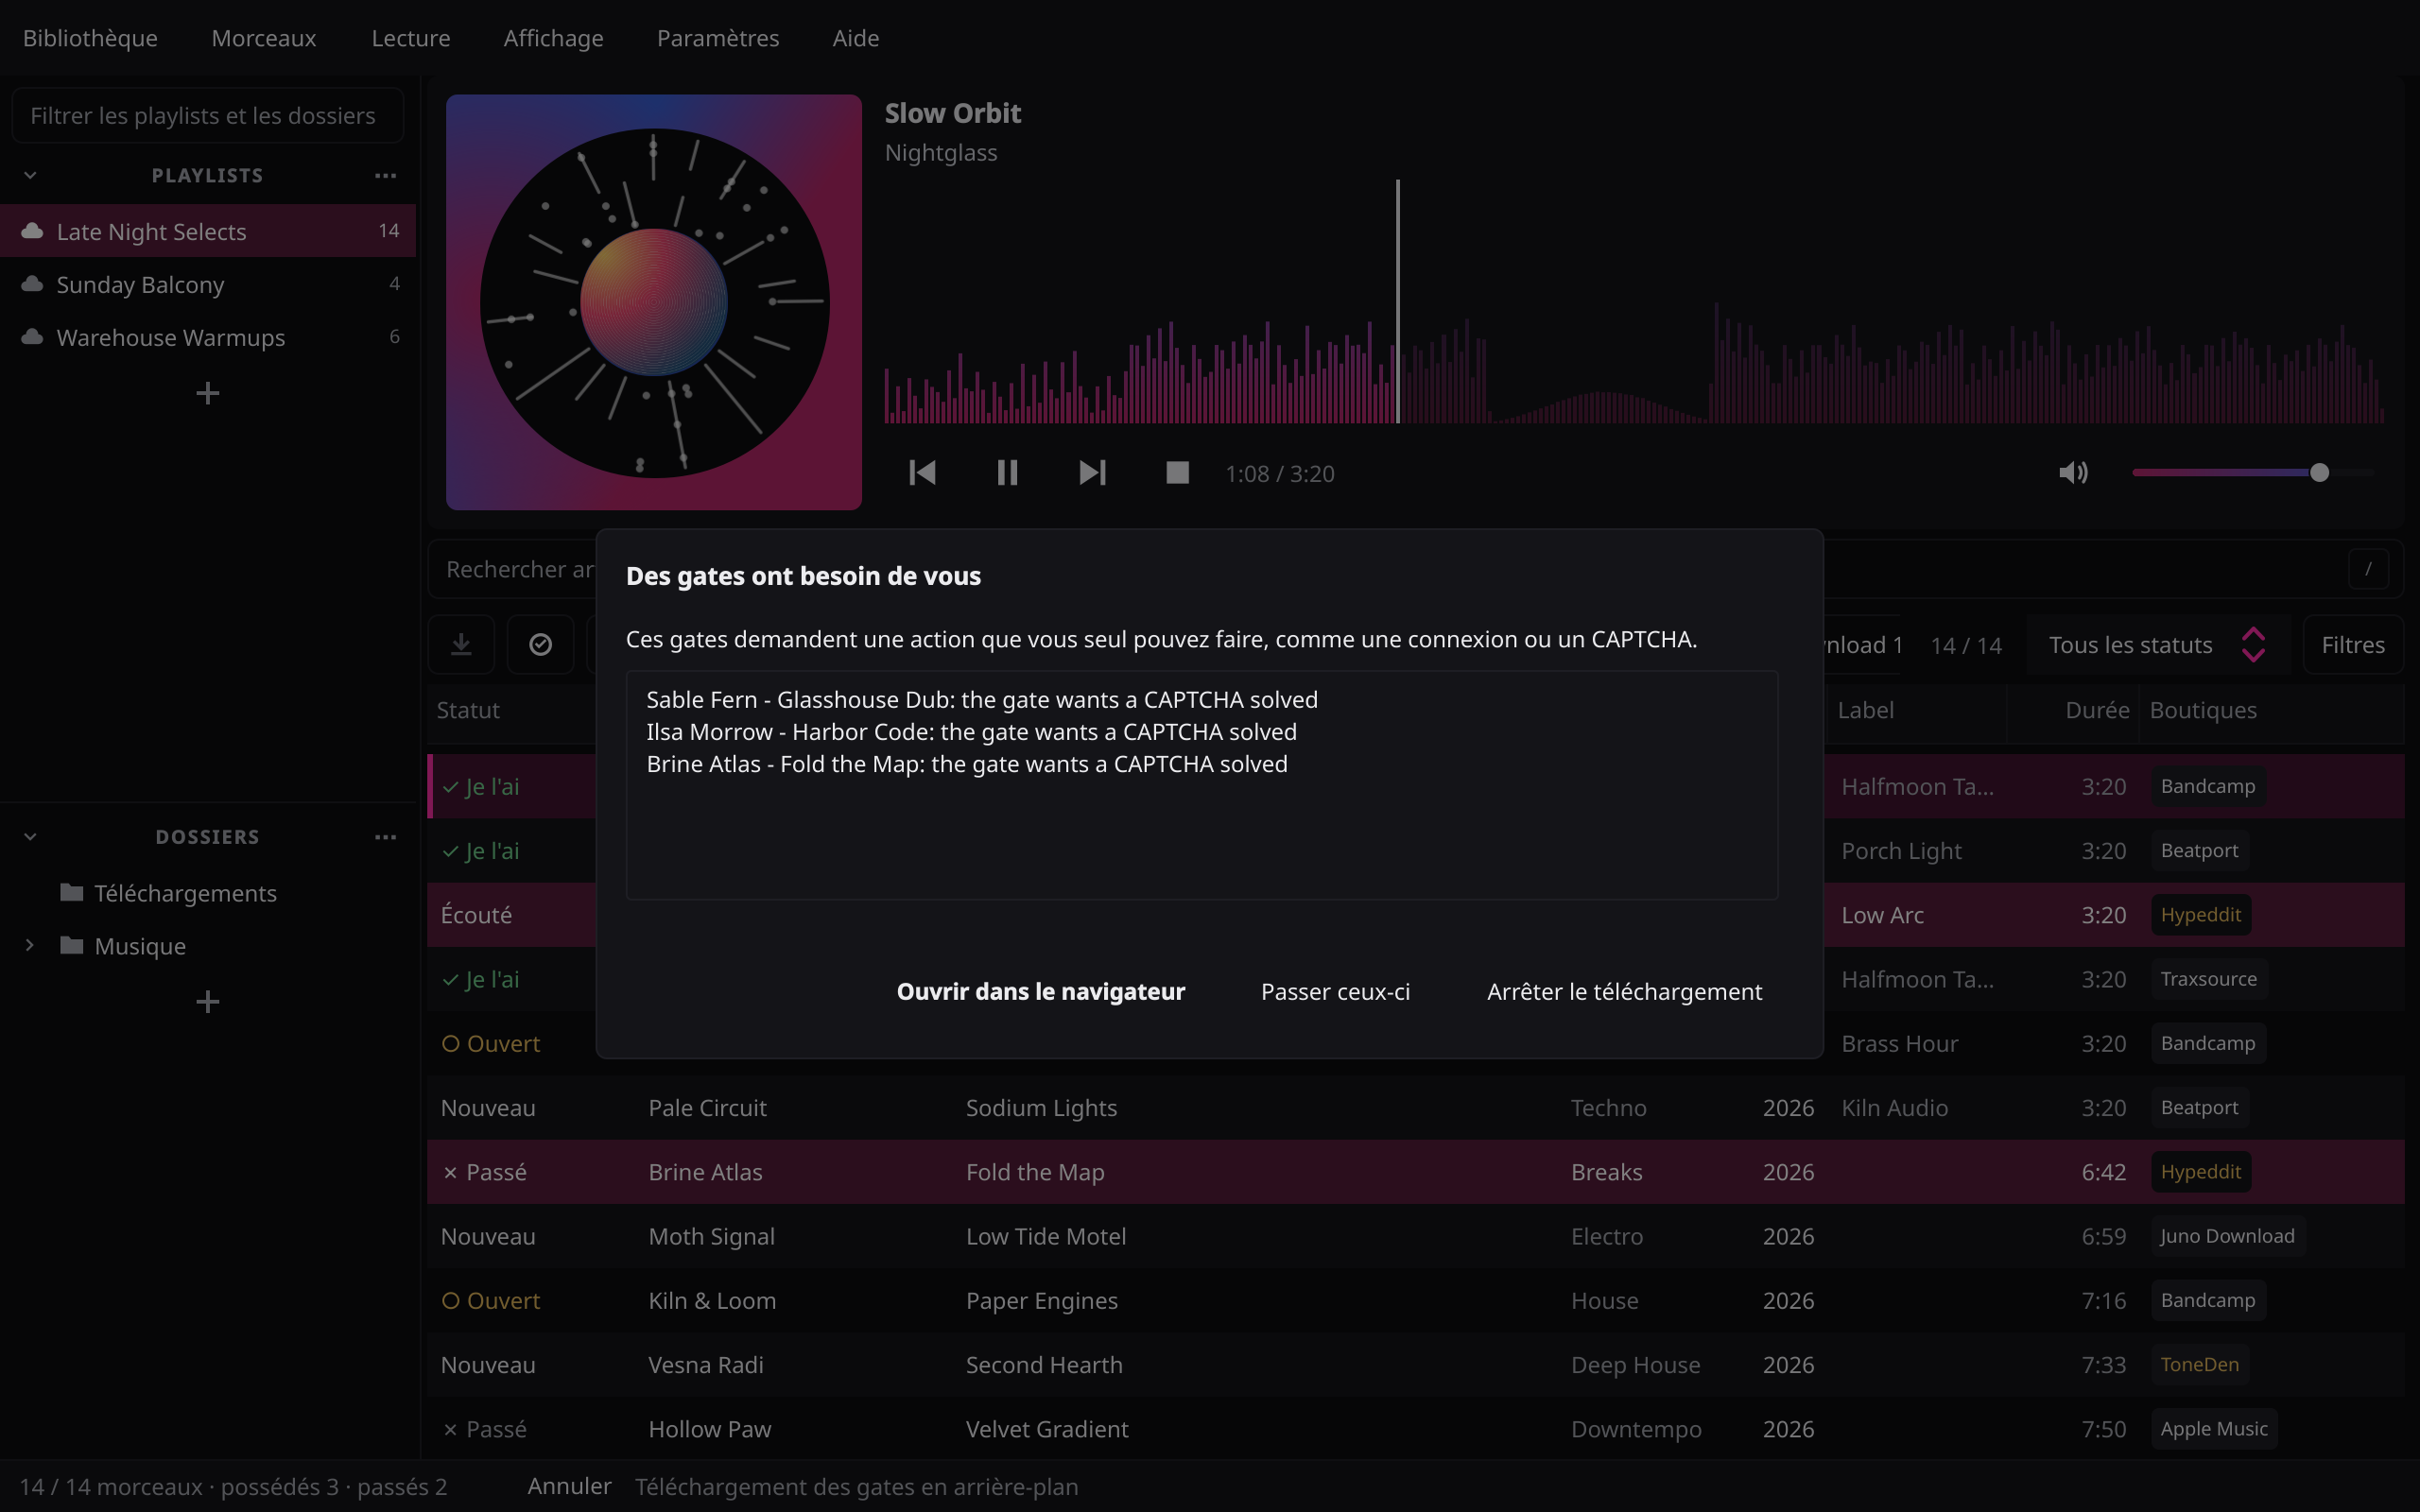 Bibliothèque Morceaux Lecture Affichage Paramètres Aide
Filtrer les playlists et les dossiers
PLAYLISTS
Late Night Selects 14
Sunday Balcony 4
Warehouse Warmups 6
DOSSIERS
Téléchargements
Musique
Slow Orbit
Nightglass
1:08 / 3:20
Rechercher ar
/
nload 1 14 / 14 Tous les statuts Filtres
Statut Label Durée Boutiques
Je l'ai Halfmoon Ta... 3:20 Bandcamp
Je l'ai Porch Light 3:20 Beatport
Écouté Low Arc 3:20 Hypeddit
Je l'ai Halfmoon Ta... 3:20 Traxsource
Ouvert Brass Hour 3:20 Bandcamp
Nouveau Pale Circuit Sodium Lights Techno 2026 Kiln Audio 3:20 Beatport
Passé Brine Atlas Fold the Map Breaks 2026 6:42 Hypeddit
Nouveau Moth Signal Low Tide Motel Electro 2026 6:59 Juno Download
Ouvert Kiln & Loom Paper Engines House 2026 7:16 Bandcamp
Nouveau Vesna Radi Second Hearth Deep House 2026 7:33 ToneDen
Passé Hollow Paw Velvet Gradient Downtempo 2026 7:50 Apple Music
Des gates ont besoin de vous
Ces gates demandent une action que vous seul pouvez faire, comme une connexion ou un CAPTCHA.
Sable Fern - Glasshouse Dub: the gate wants a CAPTCHA solved
Ilsa Morrow - Harbor Code: the gate wants a CAPTCHA solved
Brine Atlas - Fold the Map: the gate wants a CAPTCHA solved
Ouvrir dans le navigateur Passer ceux-ci Arrêter le téléchargement
14 / 14 morceaux · possédés 3 · passés 2 Annuler Téléchargement des gates en arrière-plan